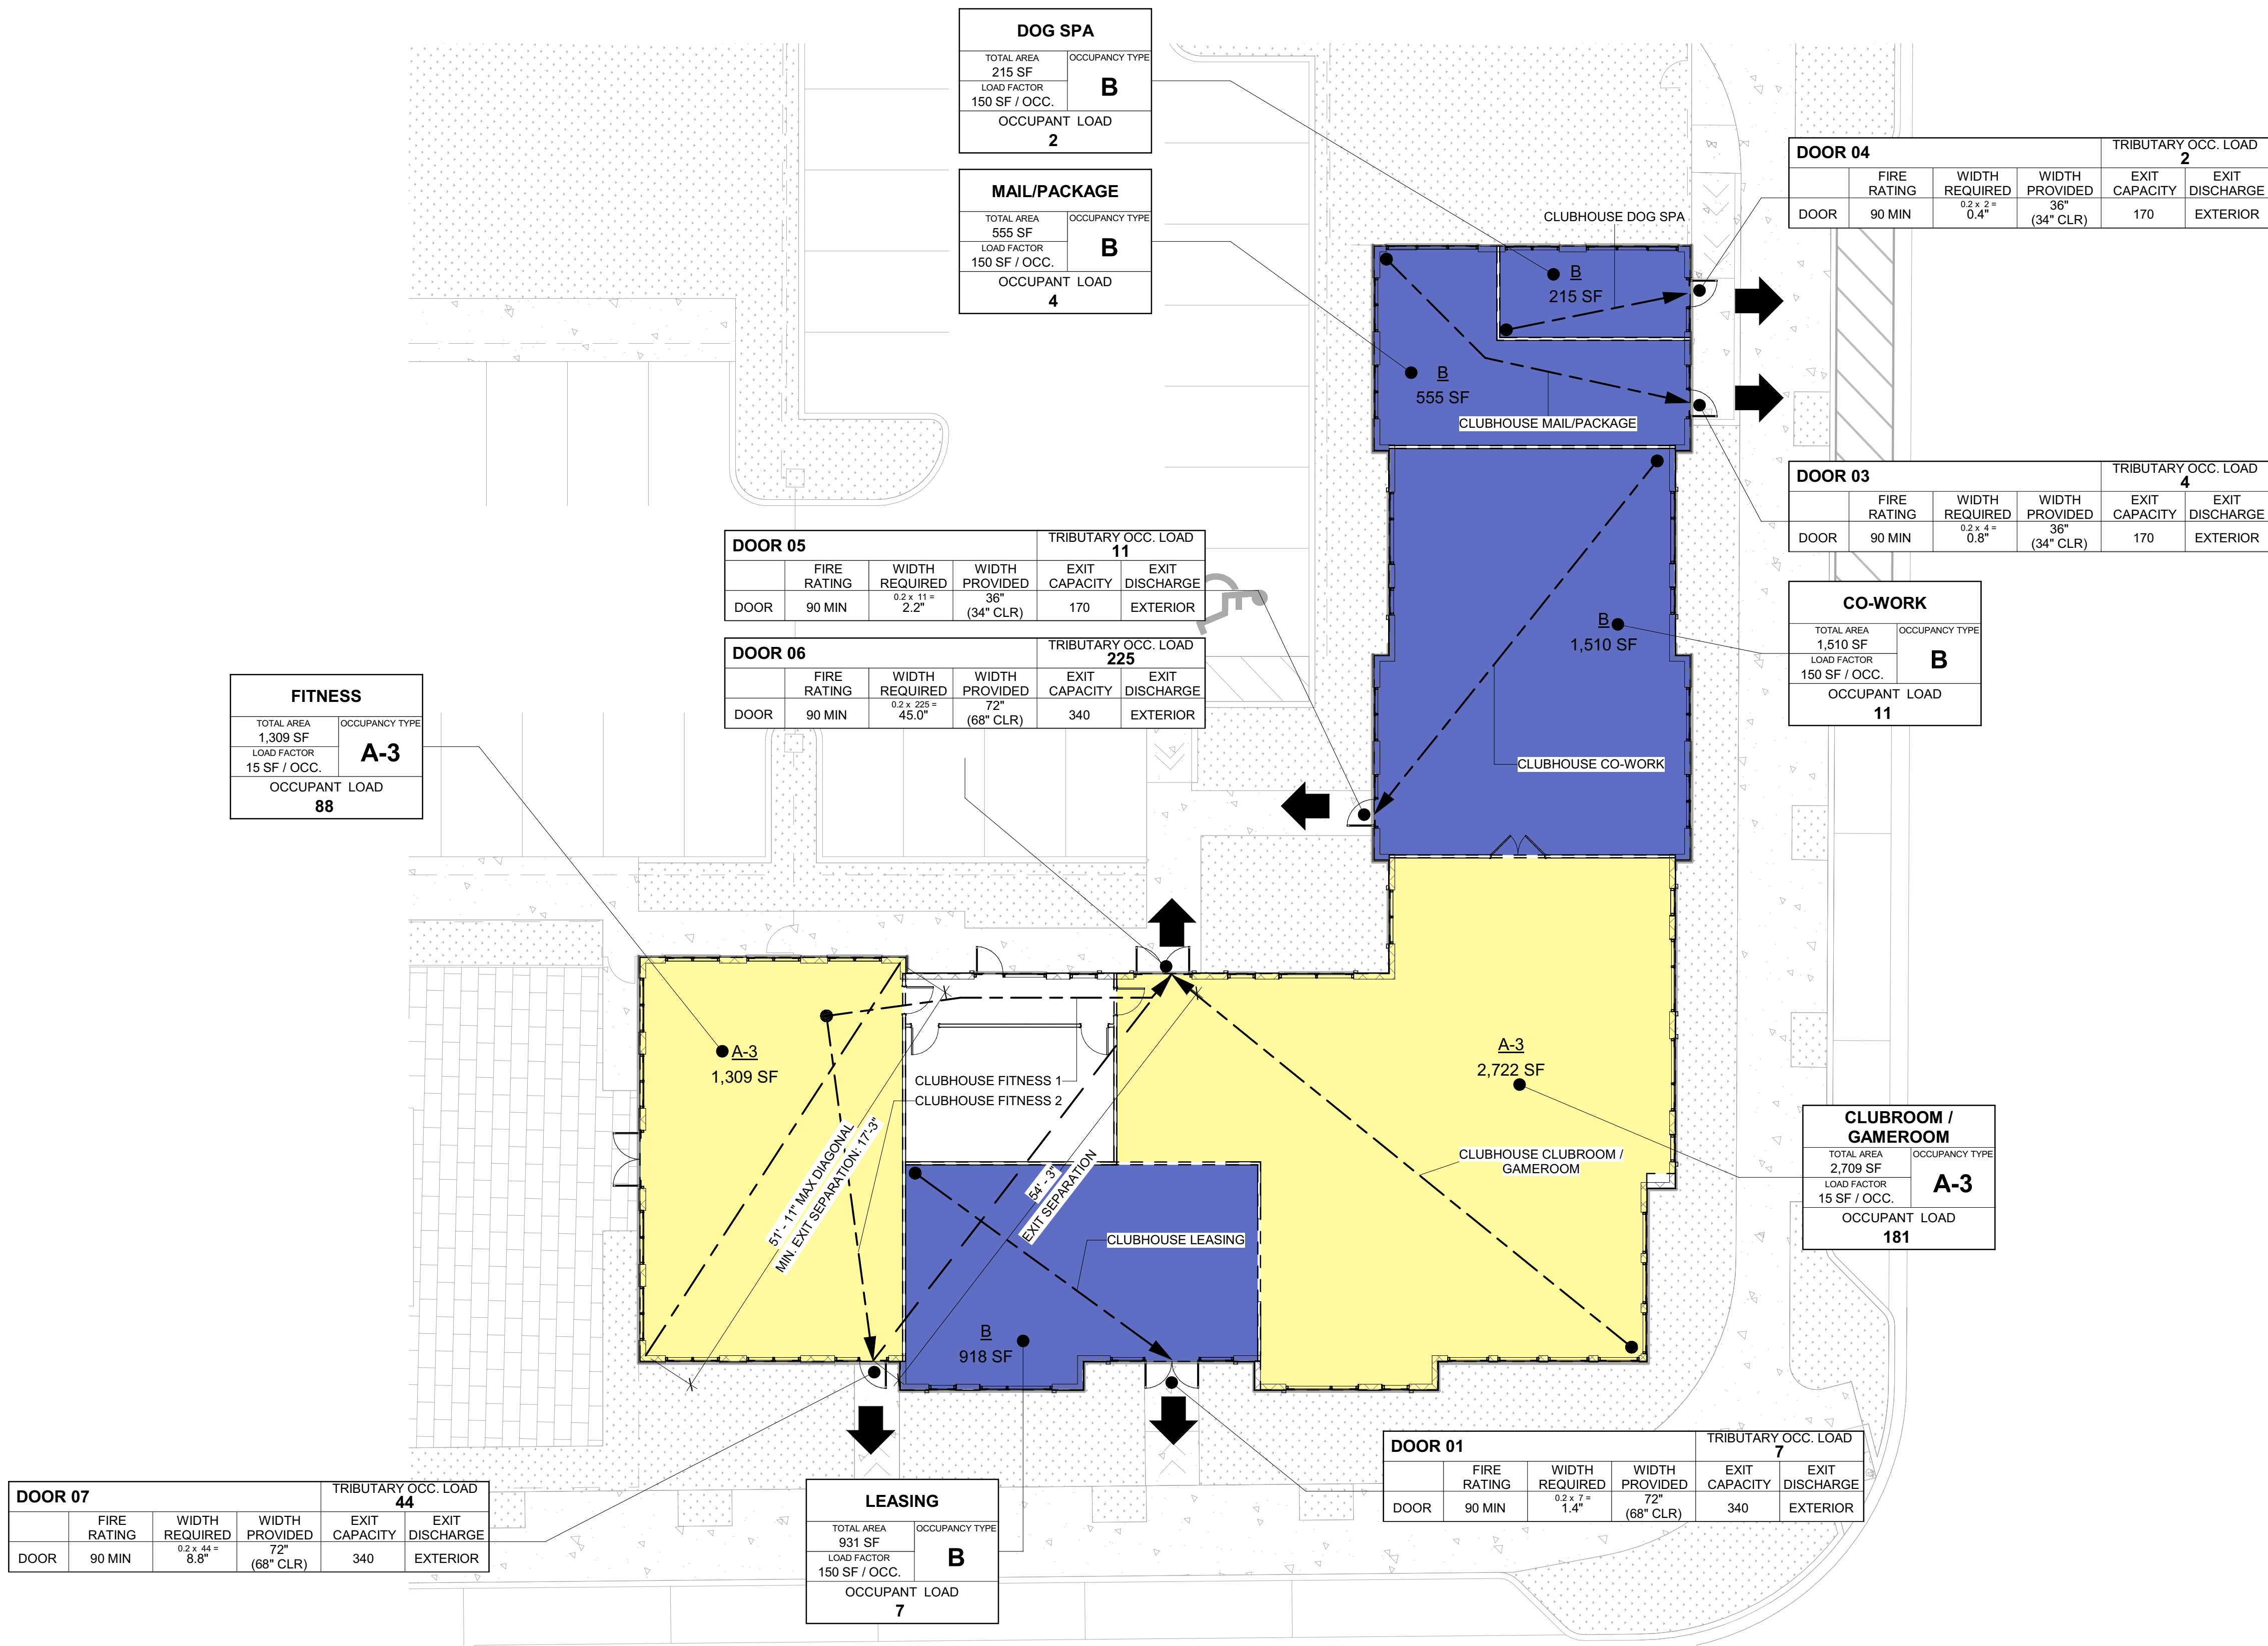 DOG SPA
TOTAL AREA
215 SF
OCCUPANCY TYPE
B
LOAD FACTOR
150 SF / OCC.
OCCUPANT LOAD
2
MAIL/PACKAGE
TOTAL AREA
555 SF
OCCUPANCY TYPE
B
LOAD FACTOR
150 SF / OCC.
OCCUPANT LOAD
4
DOOR 04
TRIBUTARY OCC. LOAD
2
FIRE RATING
WIDTH REQUIRED
WIDTH PROVIDED
EXIT CAPACITY
EXIT DISCHARGE
DOOR
90 MIN
0.2 x 2 =
0.4"
36"
(34" CLR)
170
EXTERIOR
CLUBHOUSE DOG SPA
B
215 SF
B
555 SF
CLUBHOUSE MAIL/PACKAGE
DOOR 03
TRIBUTARY OCC. LOAD
4
FIRE RATING
WIDTH REQUIRED
WIDTH PROVIDED
EXIT CAPACITY
EXIT DISCHARGE
DOOR
90 MIN
0.2 x 4 =
0.8"
36"
(34" CLR)
170
EXTERIOR
DOOR 05
TRIBUTARY OCC. LOAD
11
FIRE RATING
WIDTH REQUIRED
WIDTH PROVIDED
EXIT CAPACITY
EXIT DISCHARGE
DOOR
90 MIN
0.2 x 11 =
2.2"
36"
(34" CLR)
170
EXTERIOR
DOOR 06
TRIBUTARY OCC. LOAD
225
FIRE RATING
WIDTH REQUIRED
WIDTH PROVIDED
EXIT CAPACITY
EXIT DISCHARGE
DOOR
90 MIN
0.2 x 225 =
45.0"
72"
(68" CLR)
340
EXTERIOR
CO-WORK
TOTAL AREA
1,510 SF
OCCUPANCY TYPE
B
LOAD FACTOR
150 SF / OCC.
OCCUPANT LOAD
11
B
1,510 SF
CLUBHOUSE CO-WORK
FITNESS
TOTAL AREA
1,309 SF
OCCUPANCY TYPE
A-3
LOAD FACTOR
15 SF / OCC.
OCCUPANT LOAD
88
A-3
1,309 SF
CLUBHOUSE FITNESS 1
CLUBHOUSE FITNESS 2
51' - 11" MAX DIAGONAL
MIN. EXIT SEPARATION: 17'-3"
54' - 3"
EXIT SEPARATION
A-3
2,722 SF
CLUBHOUSE CLUBROOM /
GAMEROOM
CLUBROOM /
GAMEROOM
TOTAL AREA
2,709 SF
OCCUPANCY TYPE
A-3
LOAD FACTOR
15 SF / OCC.
OCCUPANT LOAD
181
CLUBHOUSE LEASING
B
918 SF
DOOR 07
TRIBUTARY OCC. LOAD
44
FIRE RATING
WIDTH REQUIRED
WIDTH PROVIDED
EXIT CAPACITY
EXIT DISCHARGE
DOOR
90 MIN
0.2 x 44 =
8.8"
72"
(68" CLR)
340
EXTERIOR
LEASING
TOTAL AREA
931 SF
OCCUPANCY TYPE
B
LOAD FACTOR
150 SF / OCC.
OCCUPANT LOAD
7
DOOR 01
TRIBUTARY OCC. LOAD
7
FIRE RATING
WIDTH REQUIRED
WIDTH PROVIDED
EXIT CAPACITY
EXIT DISCHARGE
DOOR
90 MIN
0.2 x 7 =
1.4"
72"
(68" CLR)
340
EXTERIOR